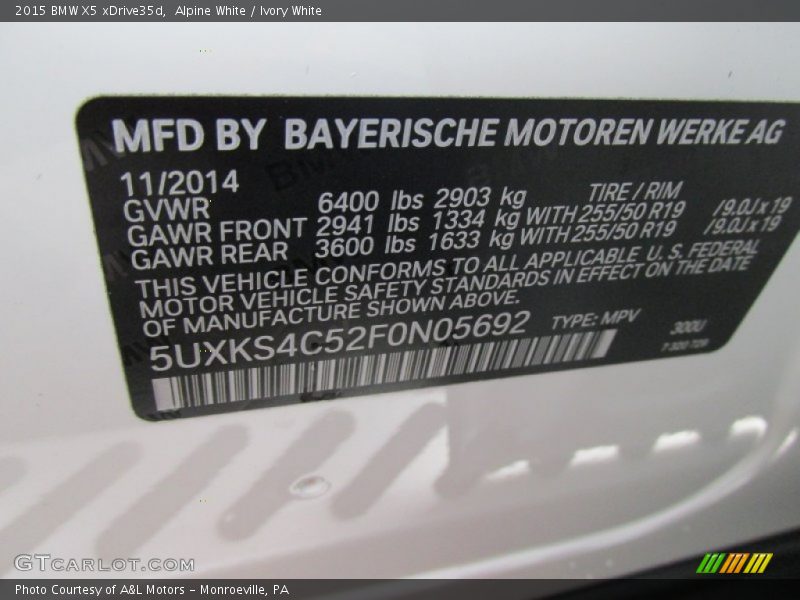 2015 BMW X5 xDrive35d, Alpine White / Ivory White
MFD BY BAYERISCHE MOTOREN WERKE AG
11/2014 TIRE / RIM
GVWR 6400 lbs 2903 kg
GAWR FRONT 2941 lbs 1334 kg WITH 255/50 R19 /9.0J x 19
GAWR REAR 3600 lbs 1633 kg WITH 255/50 R19 /9.0J x 19
THIS VEHICLE CONFORMS TO ALL APPLICABLE U. S. FEDERAL
MOTOR VEHICLE SAFETY STANDARDS IN EFFECT ON THE DATE
OF MANUFACTURE SHOWN ABOVE.
5UXKS4C52F0N05692 TYPE: MPV 300U
7 320 726
GTCARLOT.COM
Photo Courtesy of A&L Motors - Monroeville, PA